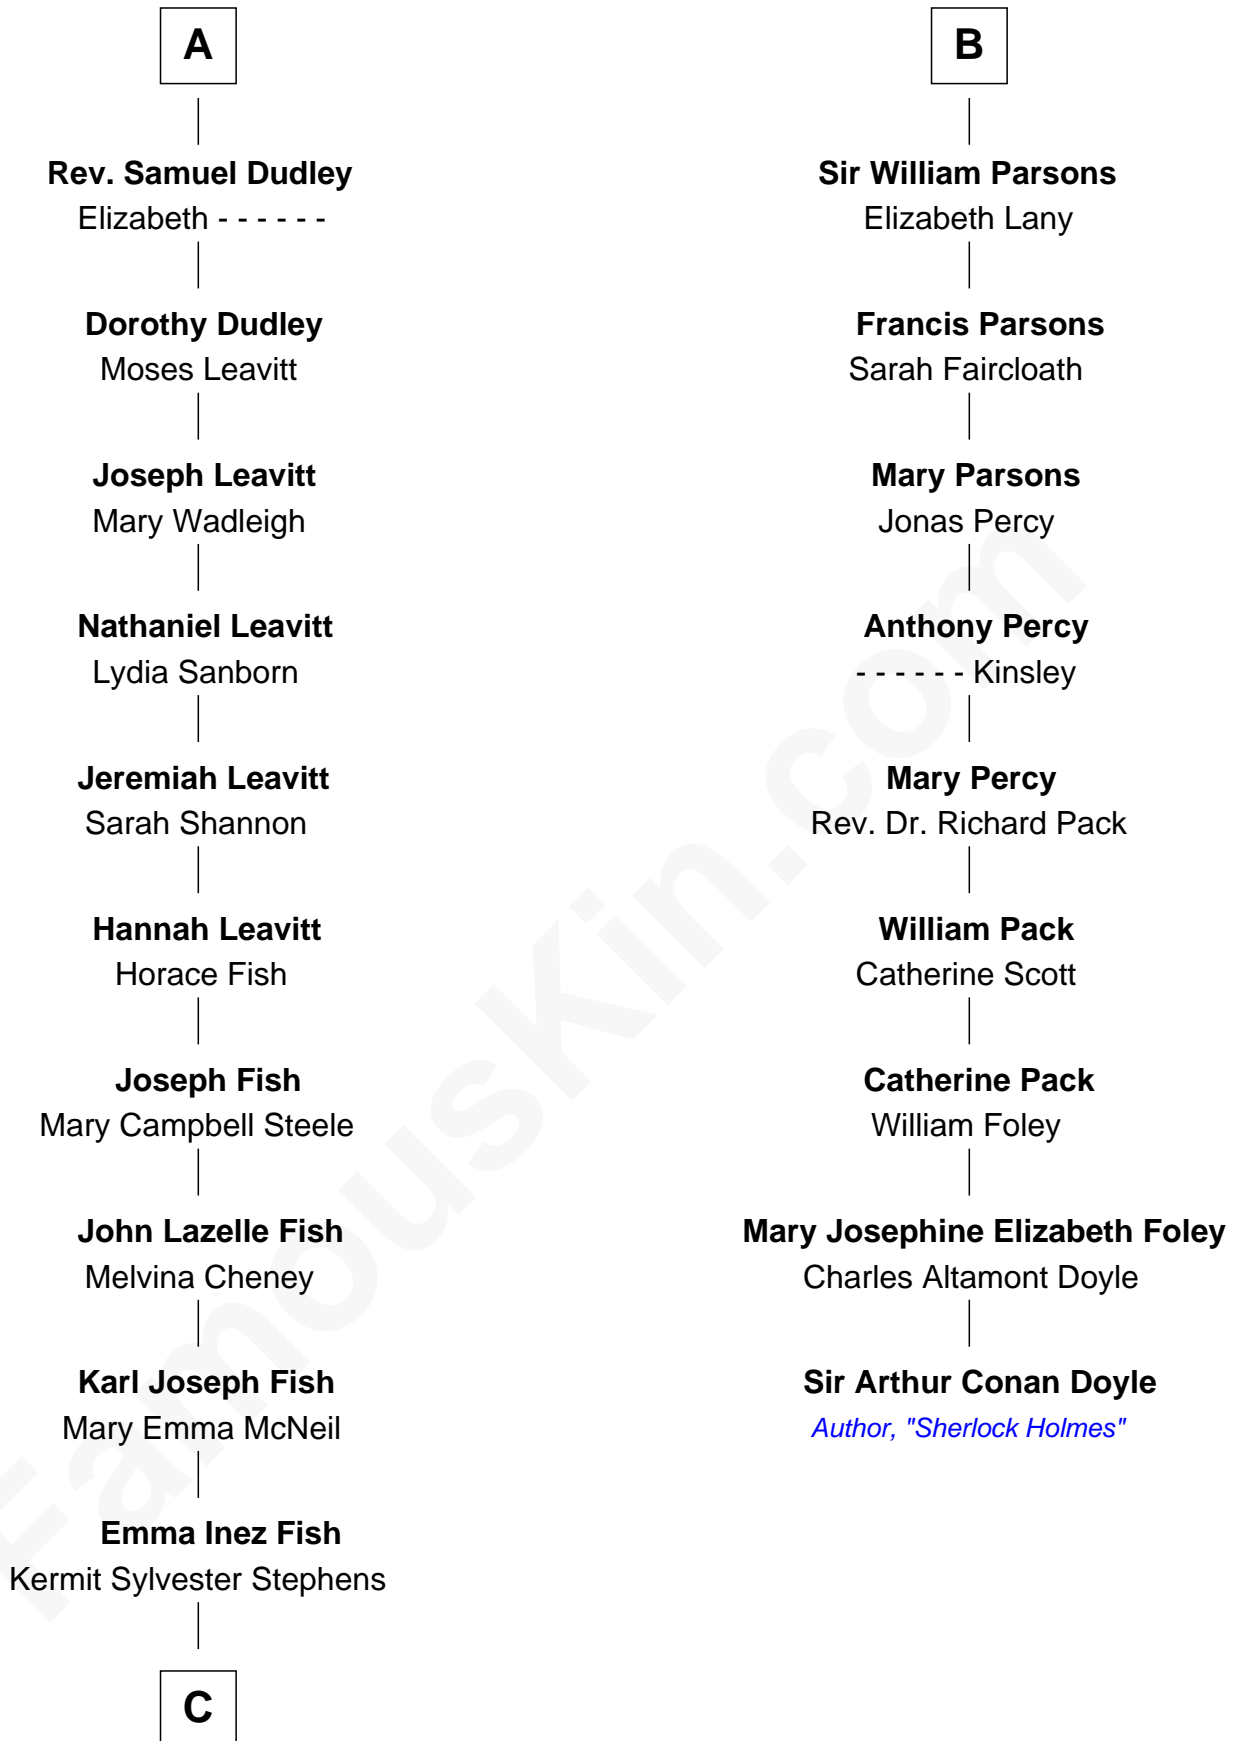 A
Rev. Samuel Dudley
Elizabeth - - - - - -
Dorothy Dudley
Moses Leavitt
Joseph Leavitt
Mary Wadleigh
Nathaniel Leavitt
Lydia Sanborn
Jeremiah Leavitt
Sarah Shannon
Hannah Leavitt
Horace Fish
Joseph Fish
Mary Campbell Steele
John Lazelle Fish
Melvina Cheney
Karl Joseph Fish
Mary Emma McNeil
Emma Inez Fish
Kermit Sylvester Stephens
C
B
Sir William Parsons
Elizabeth Lany
Francis Parsons
Sarah Faircloath
Mary Parsons
Jonas Percy
Anthony Percy
- - - - - - Kinsley
Mary Percy
Rev. Dr. Richard Pack
William Pack
Catherine Scott
Catherine Pack
William Foley
Mary Josephine Elizabeth Foley
Charles Altamont Doyle
Sir Arthur Conan Doyle
Author, "Sherlock Holmes"
FamousKin.com